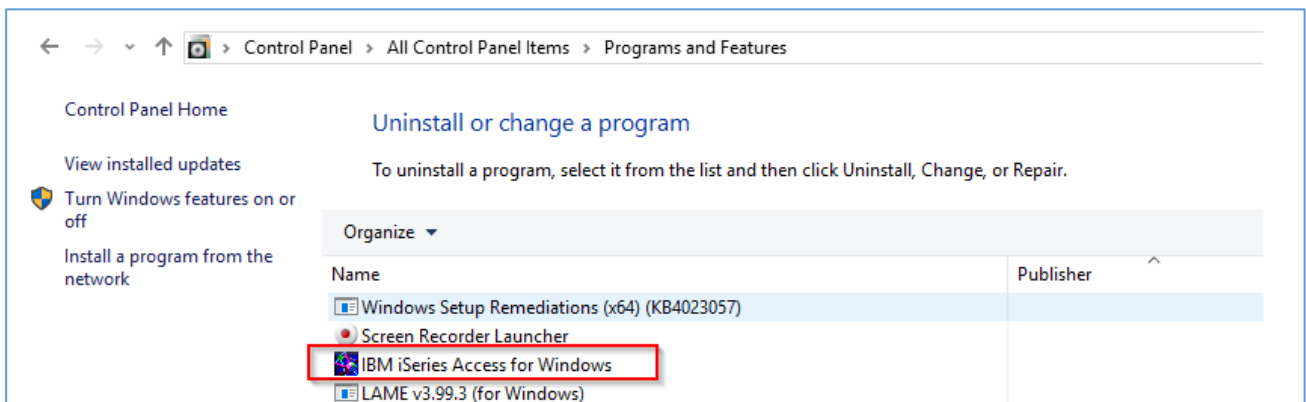 Control Panel > All Control Panel Items > Programs and Features
Control Panel Home
Uninstall or change a program
View installed updates
To uninstall a program, select it from the list and then click Uninstall, Change, or Repair.
Turn Windows features on or
off
Install a program from the
network
Organize
Name Publisher
Windows Setup Remediations (x64) (KB4023057)
Screen Recorder Launcher
IBM iSeries Access for Windows
LAME v3.99.3 (for Windows)